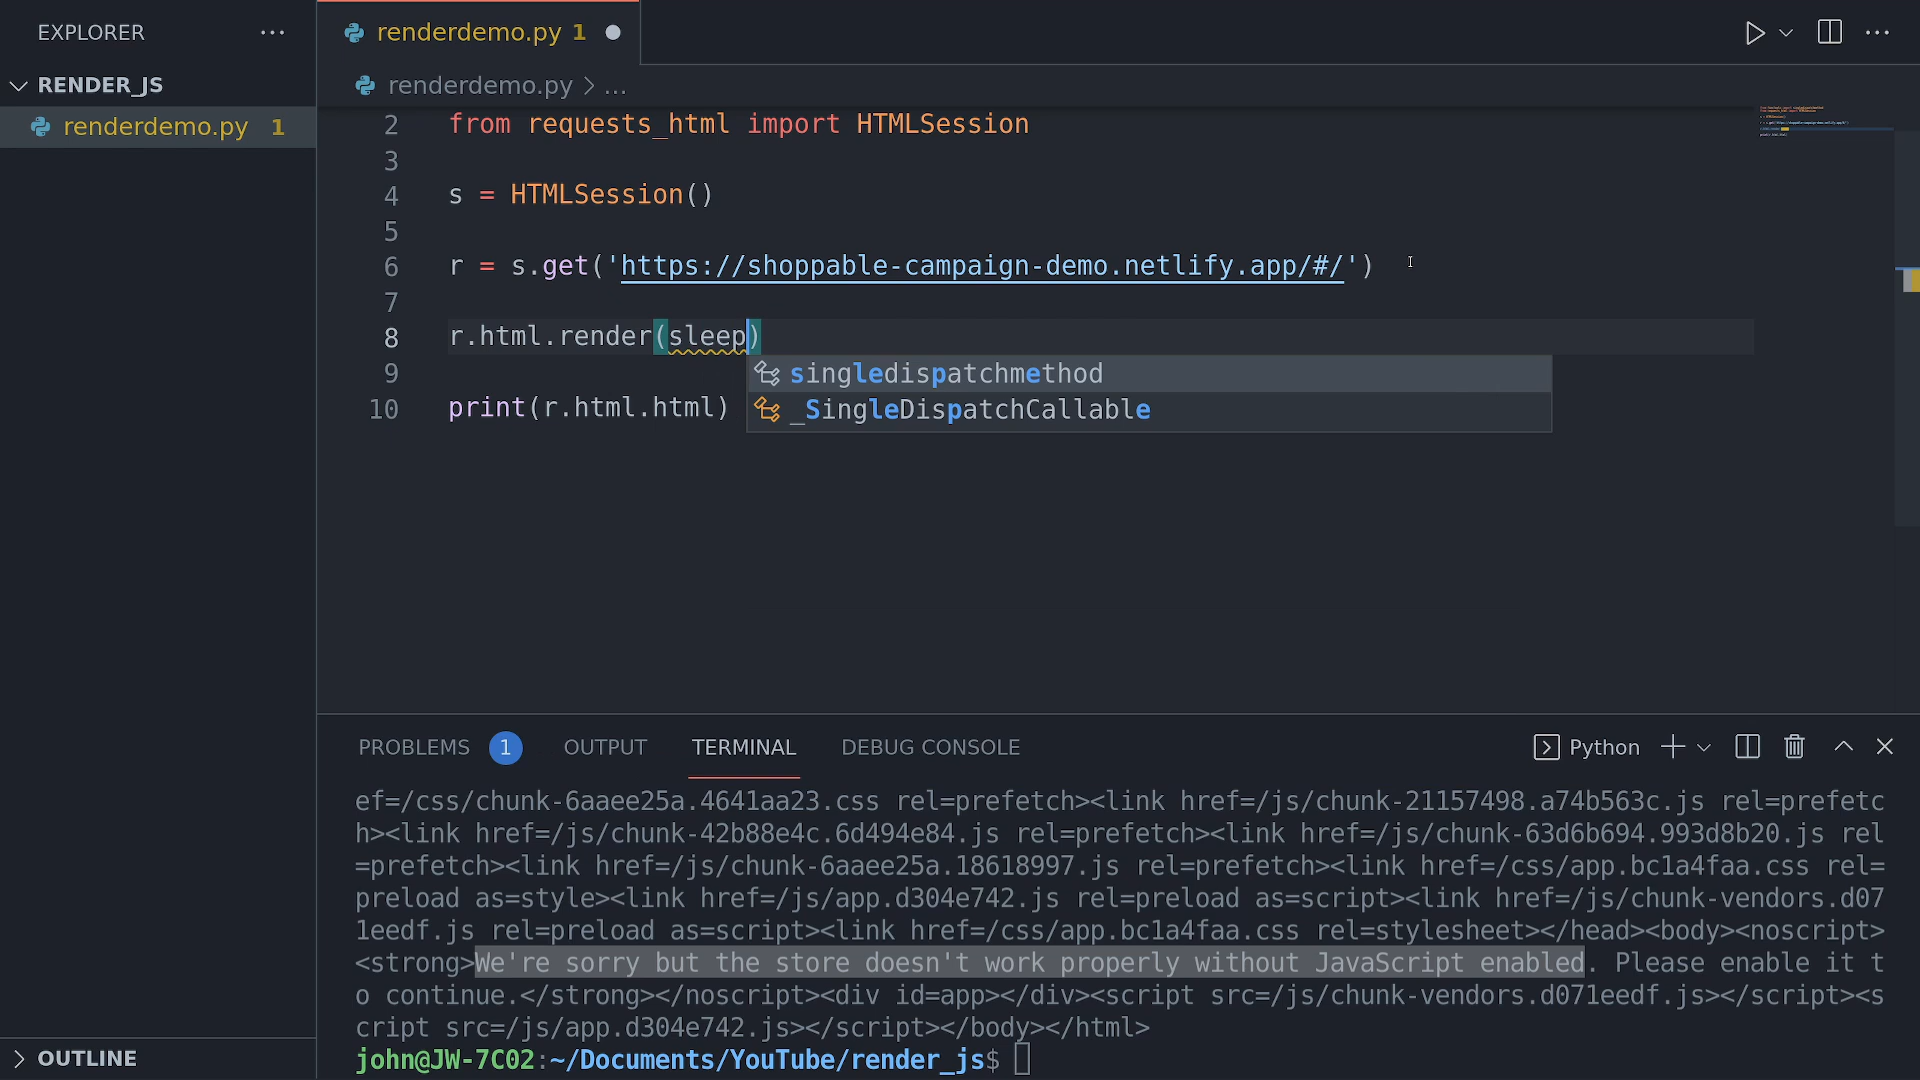 EXPLORER
RENDER_JS
renderdemo.py 1
OUTLINE
renderdemo.py 1
renderdemo.py > ...
2 from requests_html import HTMLSession
3
4 s = HTMLSession()
5
6 r = s.get('https://shoppable-campaign-demo.netlify.app/#/')
7
8 r.html.render(sleep)
9
10 print(r.html.html)
singledispatchmethod
_SingleDispatchCallable
PROBLEMS 1 OUTPUT TERMINAL DEBUG CONSOLE Python
ef=/css/chunk-6aaee25a.4641aa23.css rel=prefetch><link href=/js/chunk-21157498.a74b563c.js rel=prefetc
h><link href=/js/chunk-42b88e4c.6d494e84.js rel=prefetch><link href=/js/chunk-63d6b694.993d8b20.js rel
=prefetch><link href=/js/chunk-6aaee25a.18618997.js rel=prefetch><link href=/css/app.bc1a4faa.css rel=
preload as=style><link href=/js/app.d304e742.js rel=preload as=script><link href=/js/chunk-vendors.d07
1eedf.js rel=preload as=script><link href=/css/app.bc1a4faa.css rel=stylesheet></head><body><noscript>
<strong>We're sorry but the store doesn't work properly without JavaScript enabled. Please enable it t
o continue.</strong></noscript><div id=app></div><script src=/js/chunk-vendors.d071eedf.js></script><s
cript src=/js/app.d304e742.js></script></body></html>
john@JW-7C02:~/Documents/YouTube/render_js$